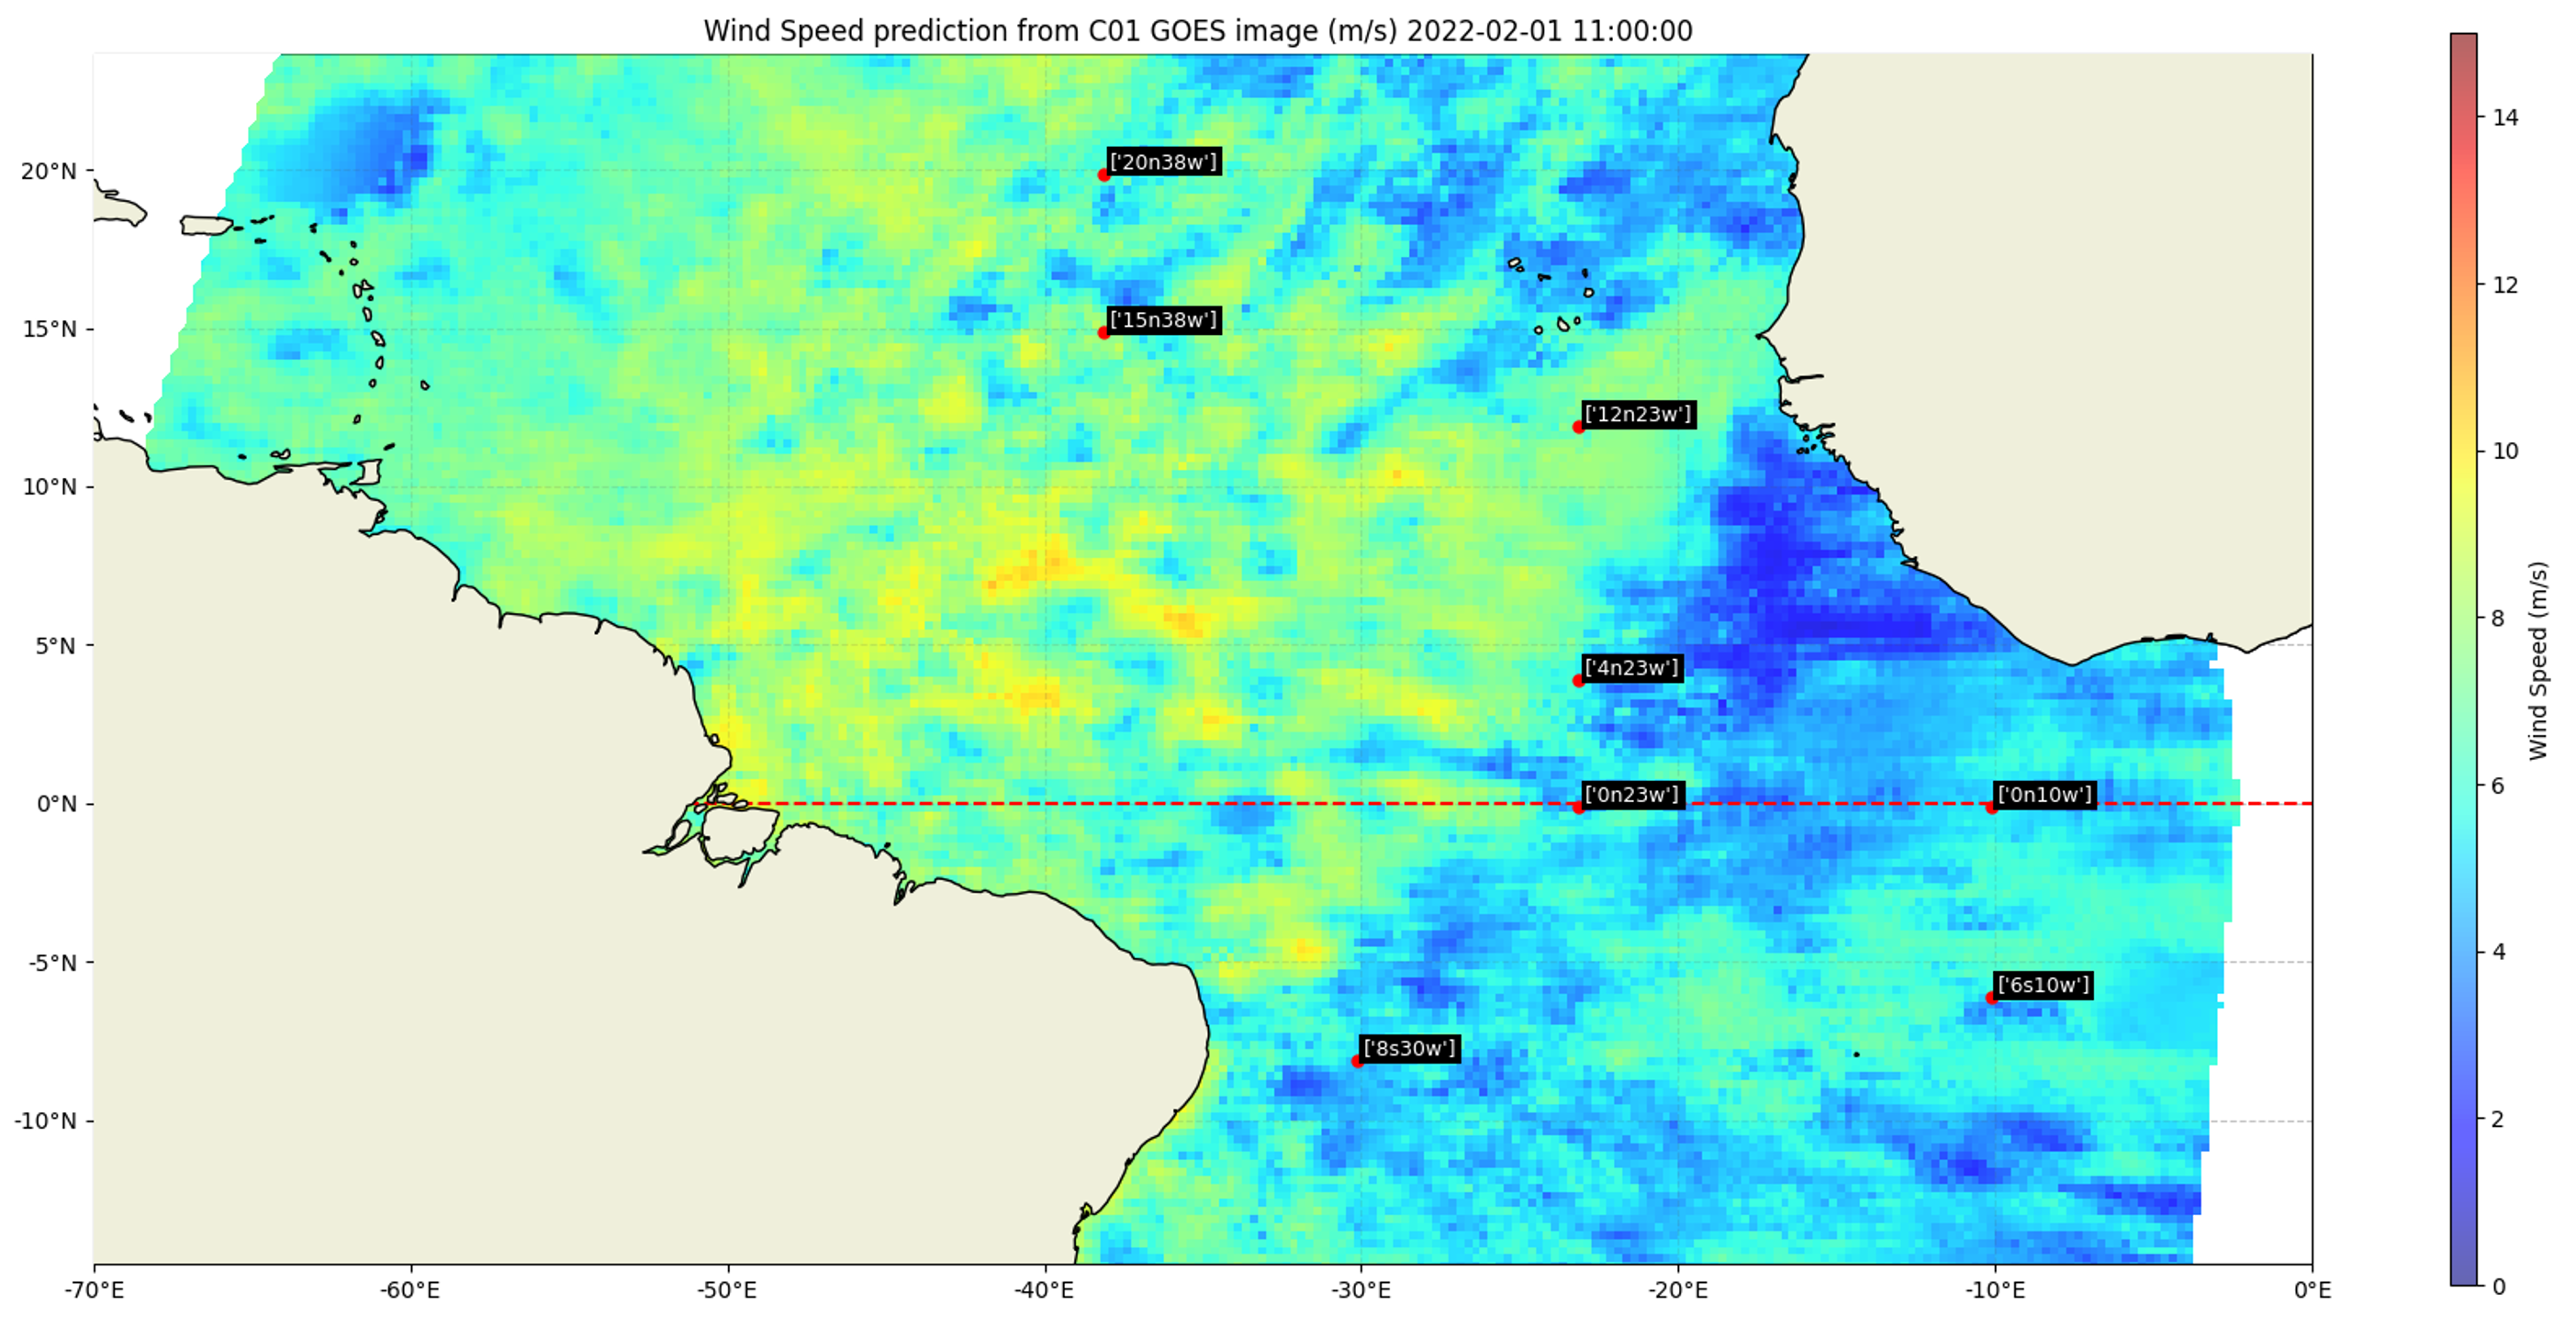 Wind Speed prediction from C01 GOES image (m/s) 2022-02-01 11:00:00
20°N
15°N
10°N
5°N
0°N
-5°N
-10°N
['20n38w']
['15n38w']
['12n23w']
['4n23w']
['0n23w']
['0n10w']
['6s10w']
['8s30w']
-70°E
-60°E
-50°E
-40°E
-30°E
-20°E
-10°E
0°E
14
12
10
8
6
4
2
0
Wind Speed (m/s)